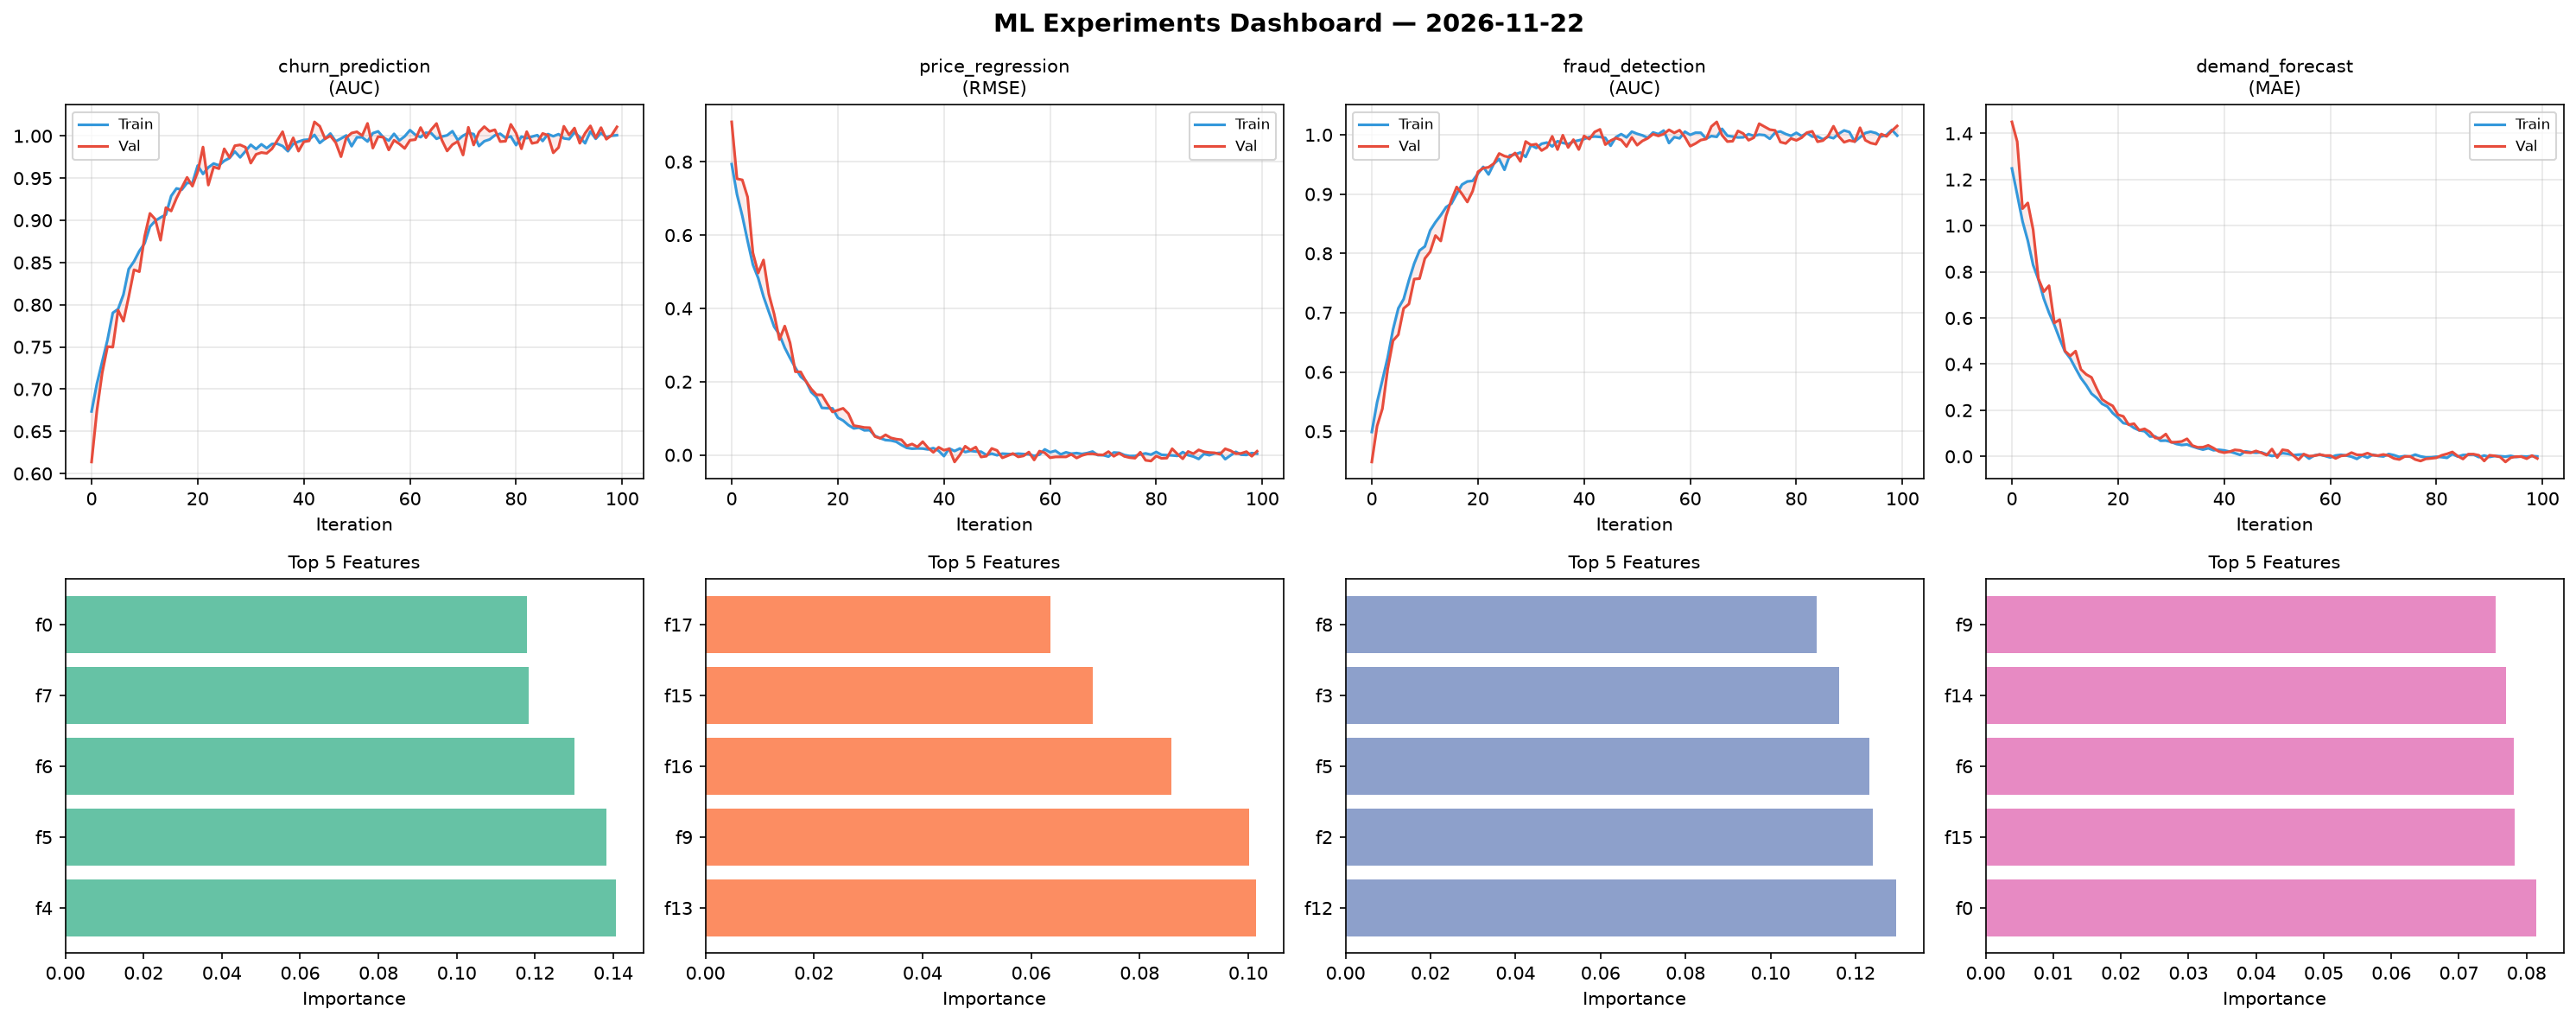 ML Experiments Dashboard — 2026-11-22
churn_prediction
(AUC)
Train
Val
1.00
0.95
0.90
0.85
0.80
0.75
0.70
0.65
0.60
0 20 40 60 80 100
Iteration
price_regression
(RMSE)
Train
Val
0.8
0.6
0.4
0.2
0.0
0 20 40 60 80 100
Iteration
fraud_detection
(AUC)
Train
Val
1.0
0.9
0.8
0.7
0.6
0.5
0 20 40 60 80 100
Iteration
demand_forecast
(MAE)
Train
Val
1.4
1.2
1.0
0.8
0.6
0.4
0.2
0.0
0 20 40 60 80 100
Iteration
Top 5 Features
f0
f7
f6
f5
f4
0.00 0.02 0.04 0.06 0.08 0.10 0.12 0.14
Importance
Top 5 Features
f17
f15
f16
f9
f13
0.00 0.02 0.04 0.06 0.08 0.10
Importance
Top 5 Features
f8
f3
f5
f2
f12
0.00 0.02 0.04 0.06 0.08 0.10 0.12
Importance
Top 5 Features
f9
f14
f6
f15
f0
0.00 0.01 0.02 0.03 0.04 0.05 0.06 0.07 0.08
Importance